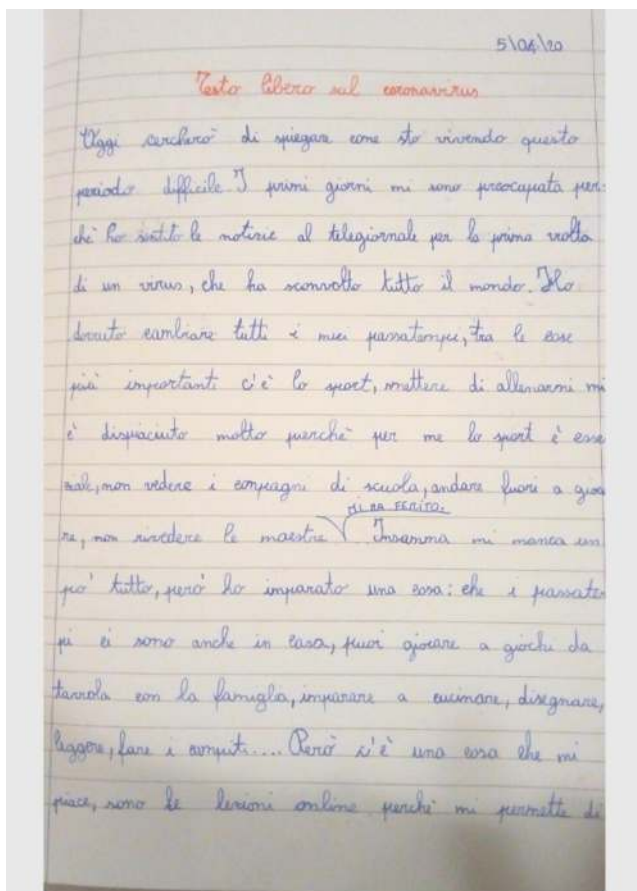 5\04\20
Testo libero sul coronavirus
Oggi cercherò di spiegare come sto vivendo questo
periodo difficile. I primi giorni mi sono preocupata per-
chè ho sentito le notizie al telegiornale per la prima volta
di un virus, che ha sconvolto tutto il mondo. Ho
dovuto cambiare tutti i miei passatempi, tra le cose
più importanti c'è lo sport, smettere di allenarmi mi
è dispiaciuto molto perchè per me lo sport è esse
ziale, non vedere i compagni di scuola, andare fuori a gioca
re, non rivedere le maestre MI HA FERITO. Insomma mi manca un
po' tutto, però ho imparato una cosa: che i passate
pi ci sono anche in casa, puoi giocare a giochi da
tavola con la famiglia, imparare a cucinare, disegnare,
leggere, fare i compiti.... Però c'è una cosa che mi
piace, sono le lezioni online perchè mi permette di